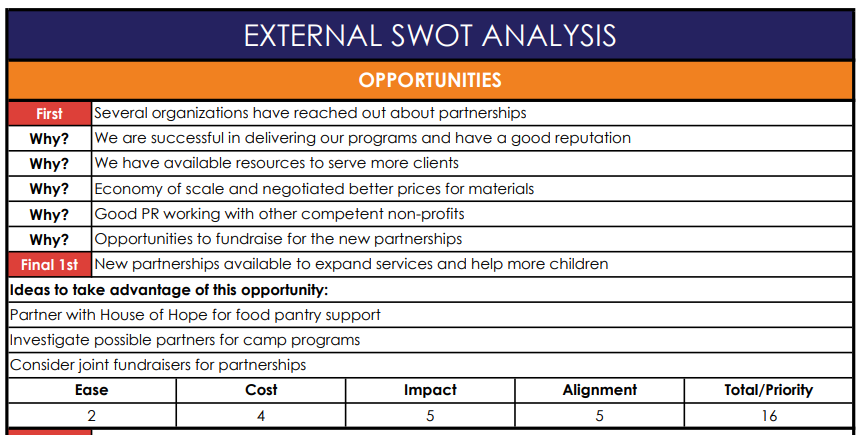 EXTERNAL SWOT ANALYSIS
OPPORTUNITIES
First Several organizations have reached out about partnerships
Why? We are successful in delivering our programs and have a good reputation
Why? We have available resources to serve more clients
Why? Economy of scale and negotiated better prices for materials
Why? Good PR working with other competent non-profits
Why? Opportunities to fundraise for the new partnerships
Final 1st New partnerships available to expand services and help more children
Ideas to take advantage of this opportunity:
Partner with House of Hope for food pantry support
Investigate possible partners for camp programs
Consider joint fundraisers for partnerships
Ease Cost Impact Alignment Total/Priority
2 4 5 5 16